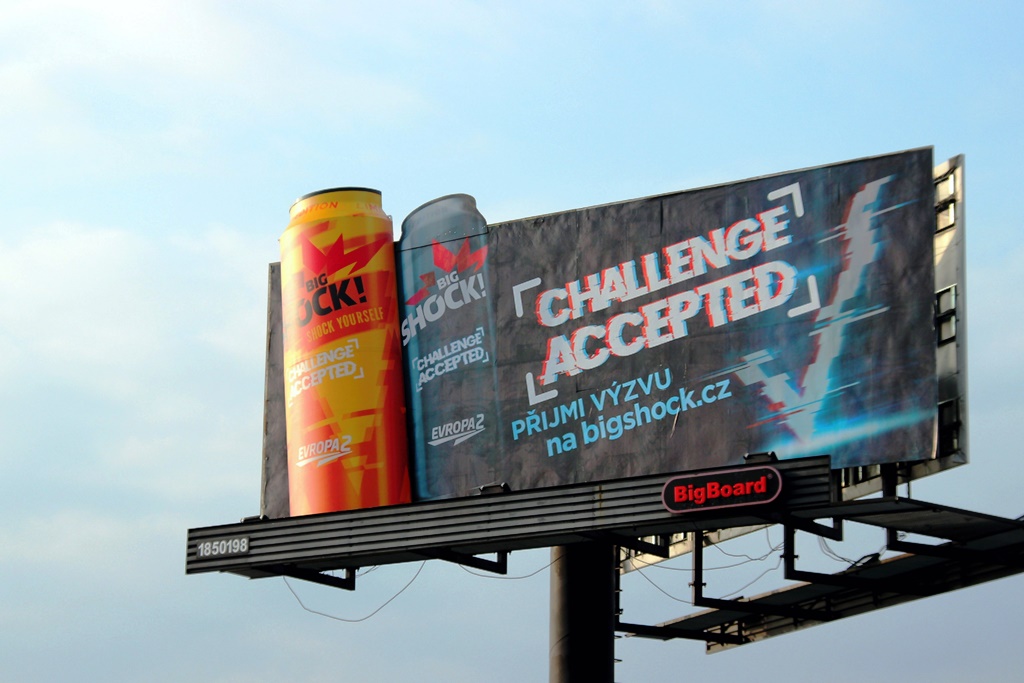 BIG
SHOCK!
SHOCK YOURSELF
CHALLENGE
ACCEPTED
EVROPA2
BIG
SHOCK!
CHALLENGE
ACCEPTED
EVROPA2
CHALLENGE
ACCEPTED
PŘIJMI VÝZVU
na bigshock.cz
BigBoard
1850198